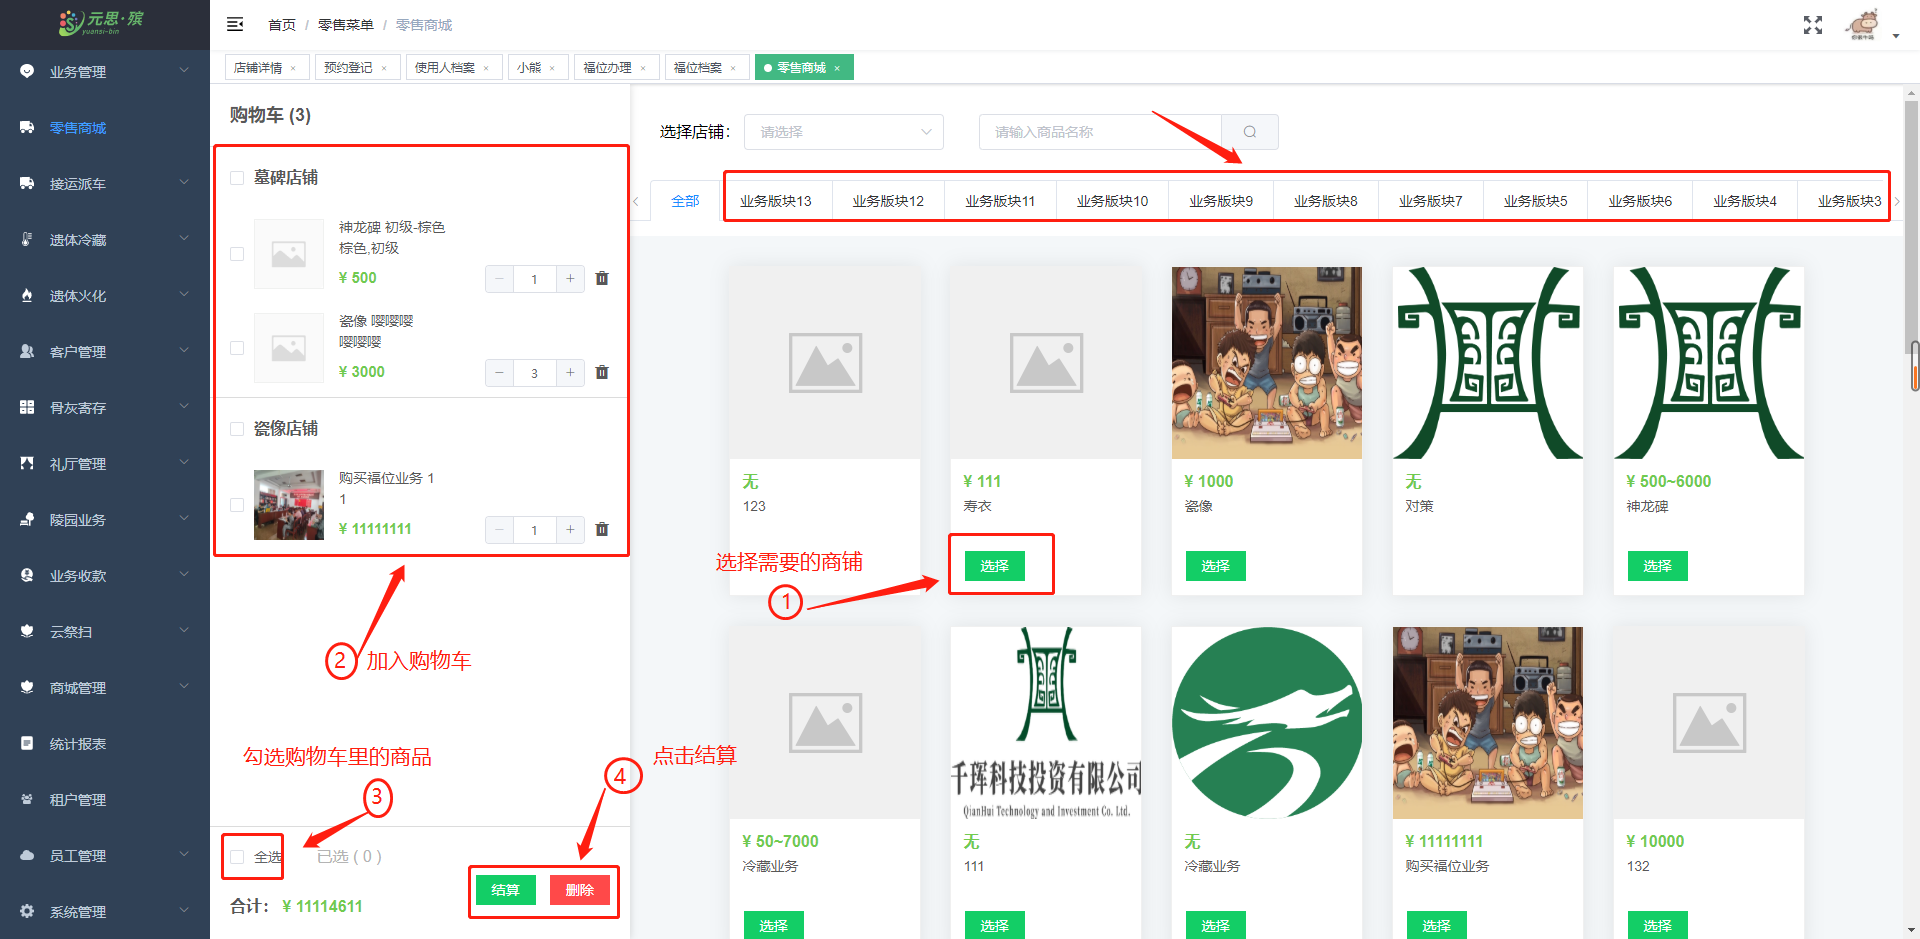 元思·殡
yuansi-bin
业务管理
零售商城
接运派车
遗体冷藏
遗体火化
客户管理
骨灰寄存
礼厅管理
陵园业务
业务收款
云祭扫
商城管理
统计报表
租户管理
员工管理
系统管理
首页 / 零售菜单 / 零售商城
店铺详情 × 预约登记 × 使用人档案 × 小熊 × 福位办理 × 福位档案 × 零售商城 ×
购物车 (3)
墓碑店铺
神龙碑 初级-棕色
棕色,初级
¥ 500
1
瓷像 嘤嘤嘤
嘤嘤嘤
¥ 3000
3
瓷像店铺
购买福位业务 1
1
¥ 11111111
1
2 加入购物车
勾选购物车里的商品
3
4 点击结算
全选 已选 ( 0 )
合计: ¥ 11114611
结算 删除
选择店铺: 请选择 请输入商品名称
全部 业务版块13 业务版块12 业务版块11 业务版块10 业务版块9 业务版块8 业务版块7 业务版块5 业务版块6 业务版块4 业务版块3
无 ¥ 111 ¥ 1000 无 ¥ 500~6000
123 寿衣 瓷像 对策 神龙碑
选择需要的商铺
1
选择 选择 选择
千珲科技投资有限公司
QianHui Technology and Investment Co. Ltd.
¥ 50~7000 无 无 ¥ 11111111 ¥ 10000
冷藏业务 111 冷藏业务 购买福位业务 132
选择 选择 选择 选择 选择